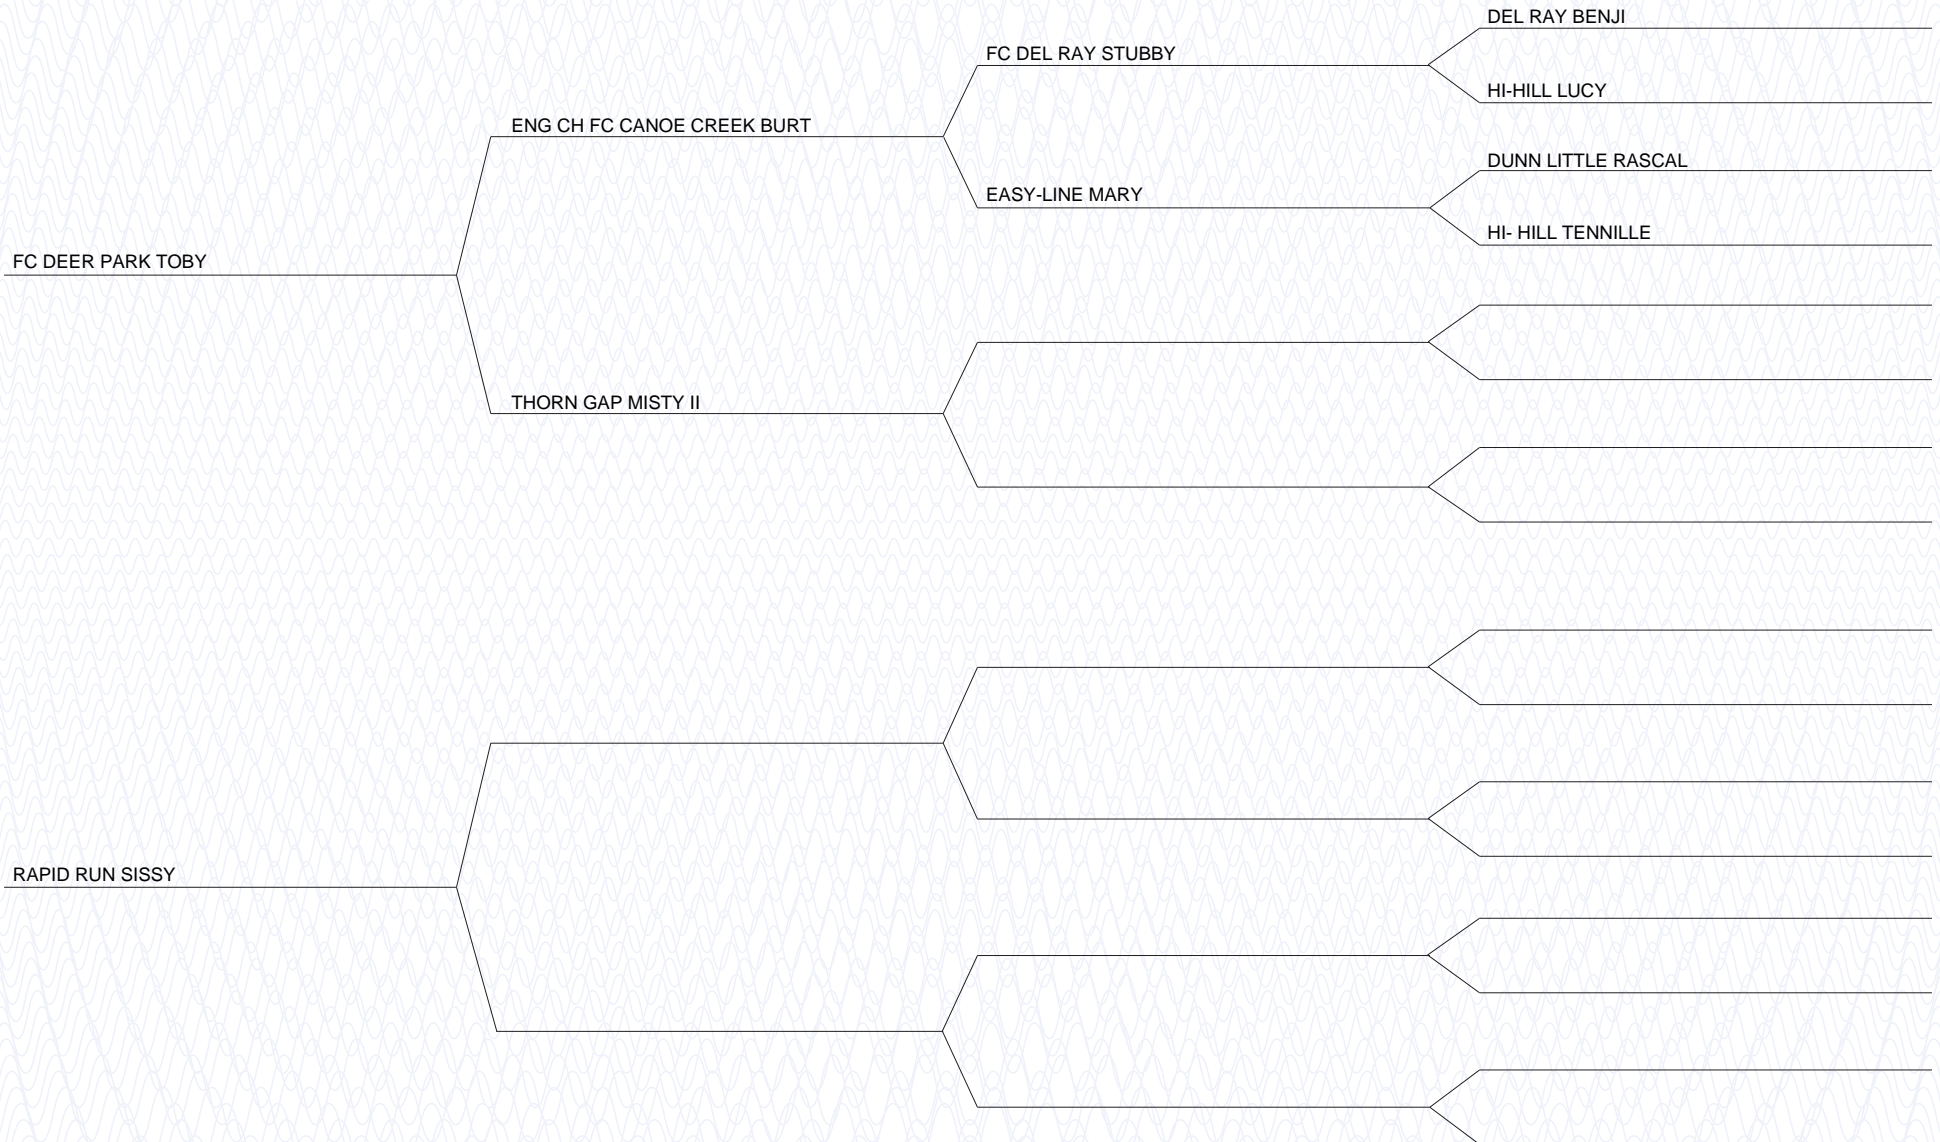 DEL RAY BENJI
FC DEL RAY STUBBY
HI-HILL LUCY
ENG CH FC CANOE CREEK BURT
DUNN LITTLE RASCAL
EASY-LINE MARY
HI- HILL TENNILLE
FC DEER PARK TOBY
THORN GAP MISTY II
RAPID RUN SISSY